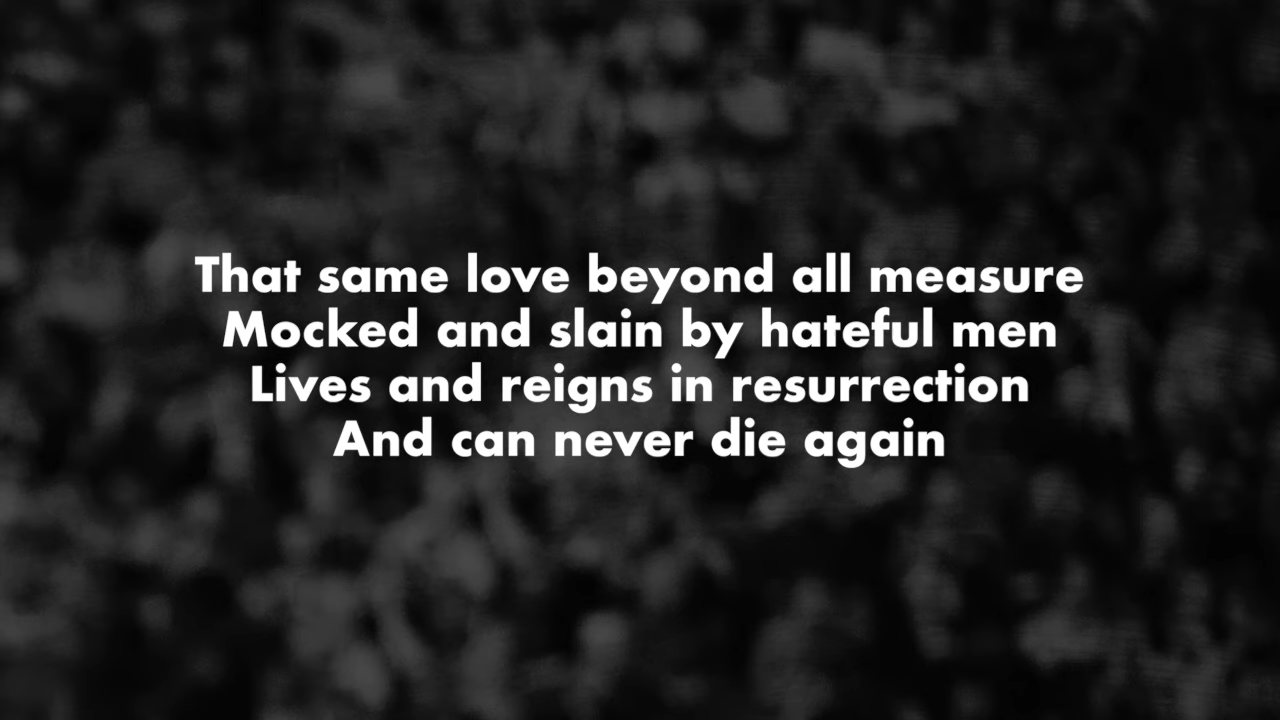 That same love beyond all measure
Mocked and slain by hateful men
Lives and reigns in resurrection
And can never die again